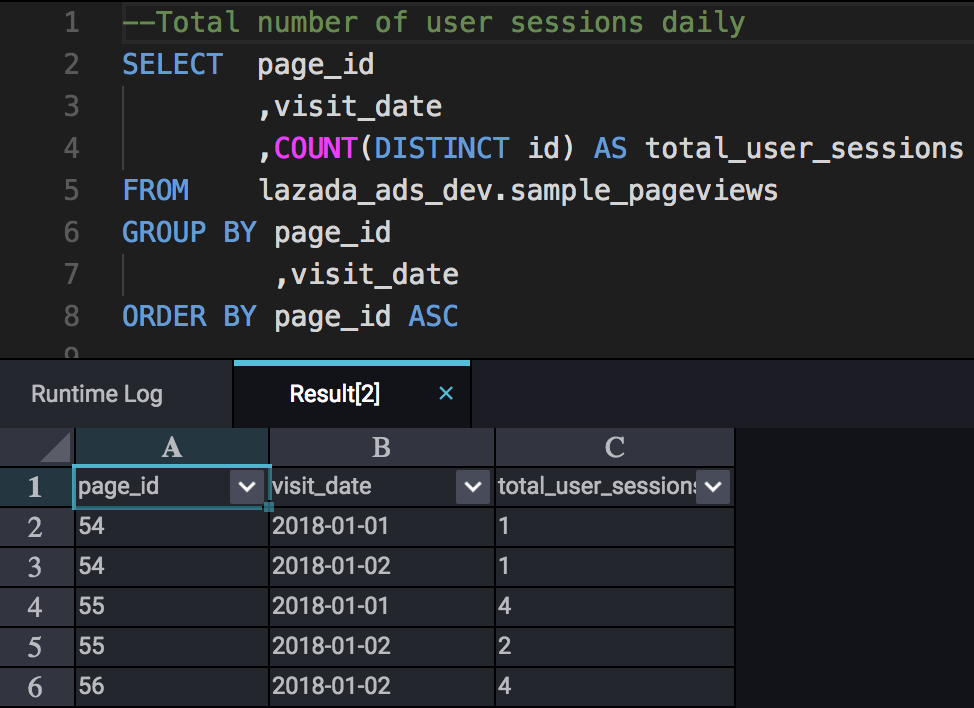 1 --Total number of user sessions daily
2 SELECT page_id
3 ,visit_date
4 ,COUNT(DISTINCT id) AS total_user_sessions
5 FROM lazada_ads_dev.sample_pageviews
6 GROUP BY page_id
7 ,visit_date
8 ORDER BY page_id ASC
9
Runtime Log Result[2] ×
A B C
1 page_id visit_date total_user_sessions
2 54 2018-01-01 1
3 54 2018-01-02 1
4 55 2018-01-01 4
5 55 2018-01-02 2
6 56 2018-01-02 4